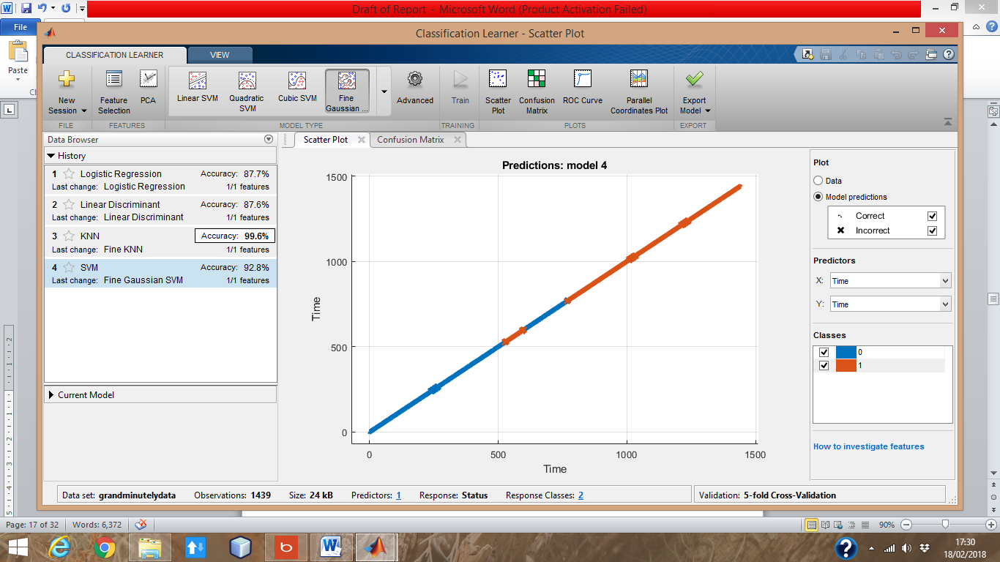 Draft of Report - Microsoft Word (Product Activation Failed)
File
Paste
Classification Learner - Scatter Plot
CLASSIFICATION LEARNER
VIEW
New Session
Feature Selection
PCA
Linear SVM
Quadratic SVM
Cubic SVM
Fine Gaussian ...
Advanced
Train
Scatter Plot
Confusion Matrix
ROC Curve
Parallel Coordinates Plot
Export Model
FILE
FEATURES
MODEL TYPE
TRAINING
PLOTS
EXPORT
Data Browser
History
1 Logistic Regression Accuracy: 87.7%
Last change: Logistic Regression 1/1 features
2 Linear Discriminant Accuracy: 87.6%
Last change: Linear Discriminant 1/1 features
3 KNN Accuracy: 99.6%
Last change: Fine KNN 1/1 features
4 SVM Accuracy: 92.8%
Last change: Fine Gaussian SVM 1/1 features
Current Model
Scatter Plot
Confusion Matrix
Predictions: model 4
1500
1000
500
0
Time
0 500 1000 1500
Time
Plot
Data
Model predictions
Correct
Incorrect
Predictors
X: Time
Y: Time
Classes
0
1
How to investigate features
Data set: grandminutelydata Observations: 1439 Size: 24 kB Predictors: 1 Response: Status Response Classes: 2
Validation: 5-fold Cross-Validation
Page: 17 of 32 Words: 6,372
90%
17:30
18/02/2018